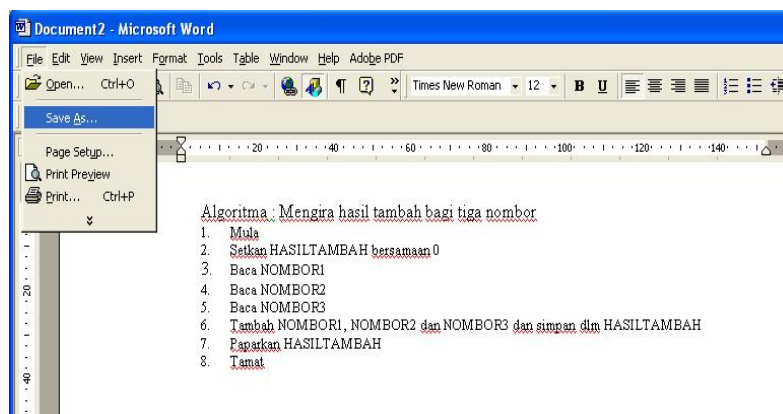 Document2 - Microsoft Word
File Edit View Insert Format Tools Table Window Help Adobe PDF
Open... Ctrl+O
Times New Roman 12 B U
Save As...
20 40 60 80 100 120 140
Page Setup...
Print Preview
Print... Ctrl+P
Algoritma : Mengira hasil tambah bagi tiga nombor
1. Mula
2. Setkan HASILTAMBAH bersamaan 0
3. Baca NOMBOR1
4. Baca NOMBOR2
5. Baca NOMBOR3
6. Tambah NOMBOR1, NOMBOR2 dan NOMBOR3 dan simpan dlm HASILTAMBAH
7. Paparkan HASILTAMBAH
8. Tamat
20
40